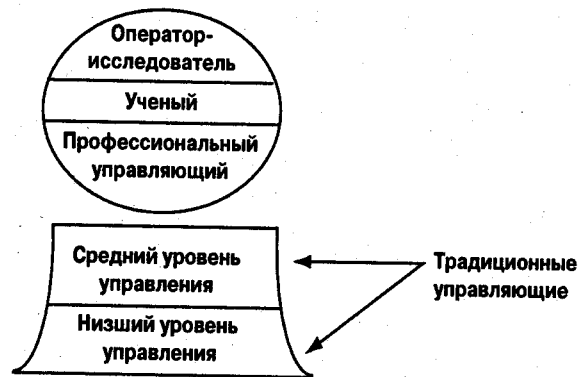 Оператор-
исследователь
Ученый
Профессиональный
управляющий
Средний уровень
управления
Низший уровень
управления
Традиционные
управляющие